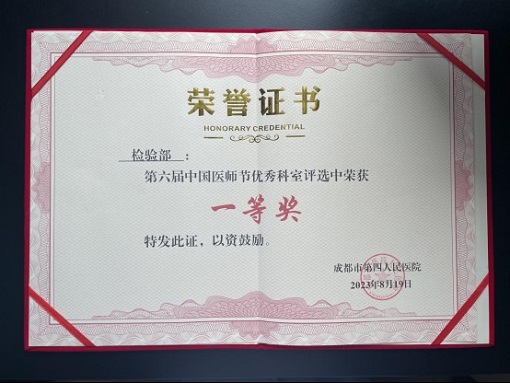 荣誉证书
HONORARY CREDENTIAL
检验部：
第六届中国医师节优秀科室评选中荣获
一等奖
特发此证，以资鼓励。
成都市第四人民医院
2023年8月19日